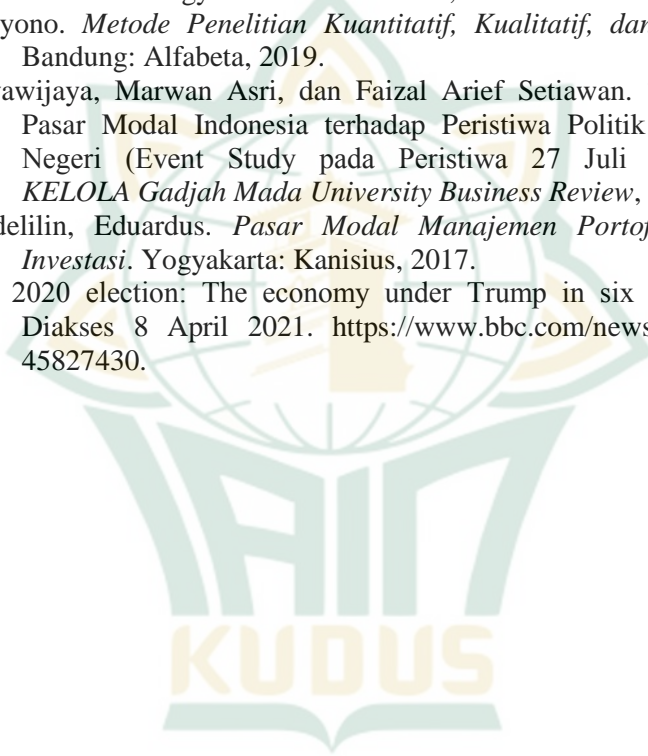 yono. Metode Penelitian Kuantitatif, Kualitatif, dan
Bandung: Alfabeta, 2019.
awijaya, Marwan Asri, dan Faizal Arief Setiawan.
Pasar Modal Indonesia terhadap Peristiwa Politik
Negeri (Event Study pada Peristiwa 27 Juli
KELOLA Gadjah Mada University Business Review,
delilin, Eduardus. Pasar Modal Manajemen Portof
Investasi. Yogyakarta: Kanisius, 2017.
2020 election: The economy under Trump in six
Diakses 8 April 2021. https://www.bbc.com/news
45827430.
IAIN
KUDUS